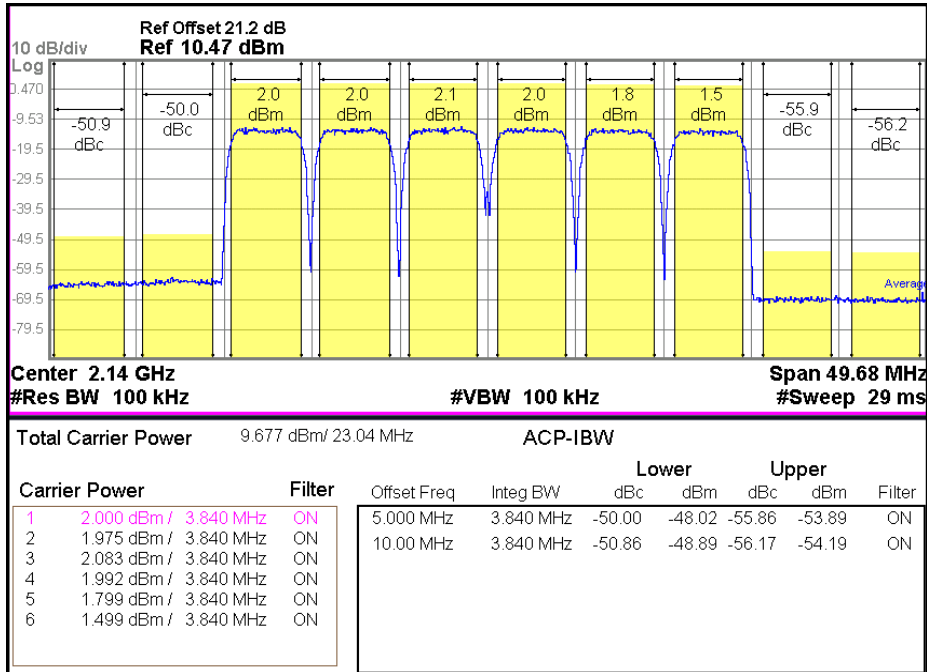 Ref Offset 21.2 dB
10 dB/div Ref 10.47 dBm
Log
0.470
-9.53
-19.5
-29.5
-39.5
-49.5
-59.5
-69.5
-79.5
-50.9 dBc
-50.0 dBc
2.0 dBm
2.0 dBm
2.1 dBm
2.0 dBm
1.8 dBm
1.5 dBm
-55.9 dBc
-56.2 dBc
Average
Center 2.14 GHz Span 49.68 MHz
#Res BW 100 kHz #VBW 100 kHz #Sweep 29 ms
Total Carrier Power 9.677 dBm/ 23.04 MHz ACP-IBW
Lower Upper
Carrier Power Filter Offset Freq Integ BW dBc dBm dBc dBm Filter
1 2.000 dBm / 3.840 MHz ON
2 1.975 dBm / 3.840 MHz ON
3 2.083 dBm / 3.840 MHz ON
4 1.992 dBm / 3.840 MHz ON
5 1.799 dBm / 3.840 MHz ON
6 1.499 dBm / 3.840 MHz ON
5.000 MHz 3.840 MHz -50.00 -48.02 -55.86 -53.89 ON
10.00 MHz 3.840 MHz -50.86 -48.89 -56.17 -54.19 ON